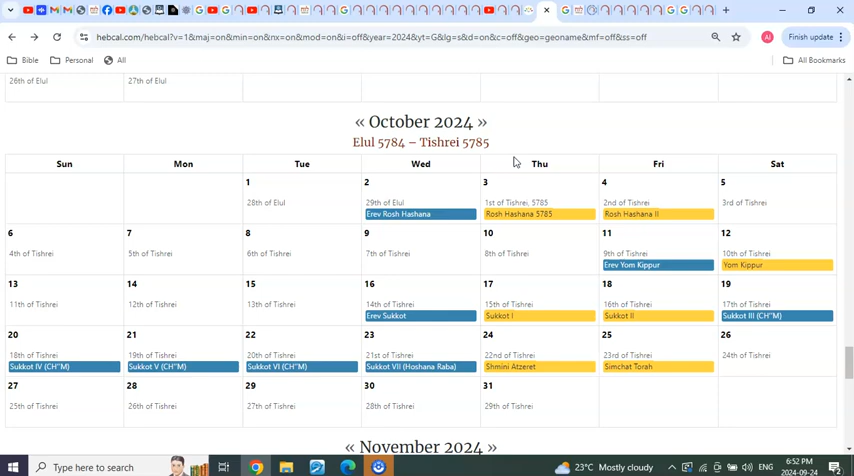 hebcal.com/hebcal?v=1&maj=on&min=on&nx=on&mod=on&i=off&year=2024&yt=G&lg=s&d=on&c=off&geo=geoname&mf=off&ss=off
AI
Finish update
Bible
Personal
All
All Bookmarks
26th of Elul
27th of Elul
« October 2024 »
Elul 5784 – Tishrei 5785
Sun Mon Tue Wed Thu Fri Sat
1 2 3 4 5
28th of Elul 29th of Elul 1st of Tishrei, 5785 2nd of Tishrei 3rd of Tishrei
Erev Rosh Hashana Rosh Hashana 5785 Rosh Hashana II
6 7 8 9 10 11 12
4th of Tishrei 5th of Tishrei 6th of Tishrei 7th of Tishrei 8th of Tishrei 9th of Tishrei 10th of Tishrei
Erev Yom Kippur Yom Kippur
13 14 15 16 17 18 19
11th of Tishrei 12th of Tishrei 13th of Tishrei 14th of Tishrei 15th of Tishrei 16th of Tishrei 17th of Tishrei
Erev Sukkot Sukkot I Sukkot II Sukkot III (CH''M)
20 21 22 23 24 25 26
18th of Tishrei 19th of Tishrei 20th of Tishrei 21st of Tishrei 22nd of Tishrei 23rd of Tishrei 24th of Tishrei
Sukkot IV (CH''M) Sukkot V (CH''M) Sukkot VI (CH''M) Sukkot VII (Hoshana Raba) Shmini Atzeret Simchat Torah
27 28 29 30 31
25th of Tishrei 26th of Tishrei 27th of Tishrei 28th of Tishrei 29th of Tishrei
« November 2024 »
Type here to search
23°C Mostly cloudy
6:52 PM
2024-09-24